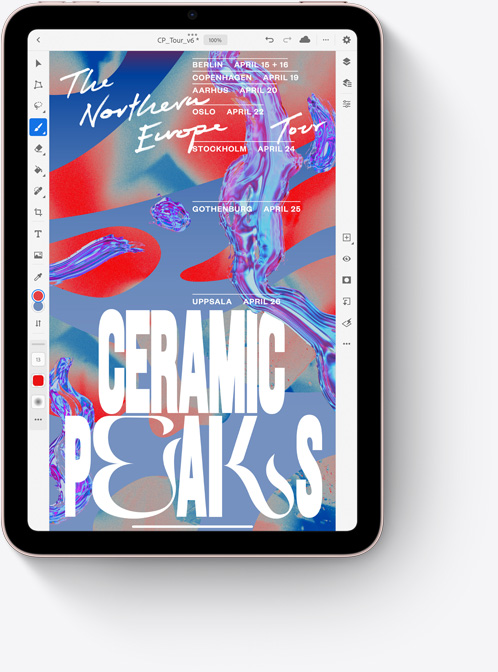 CP_Tour_v6 *
100%
BERLIN APRIL 15 + 16
COPENHAGEN APRIL 19
AARHUS APRIL 20
OSLO APRIL 22
The
Northern
Europe Tour
STOCKHOLM APRIL 24
GOTHENBURG APRIL 25
UPPSALA APRIL 26
CERAMIC
PEAKS